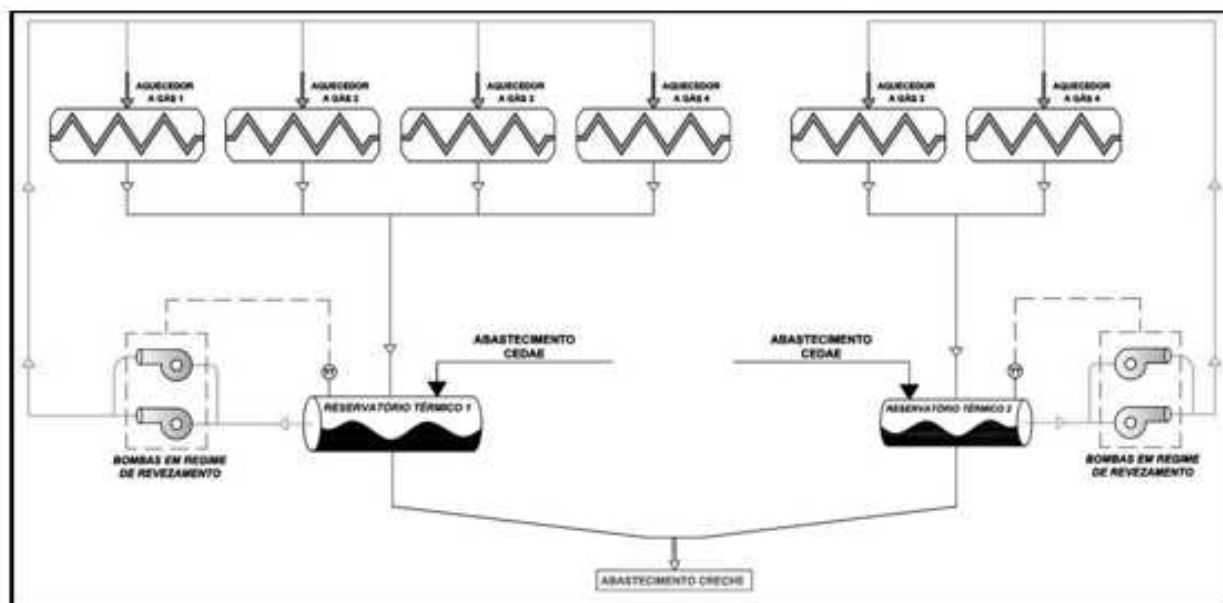 AQUECEDOR
A GÁS 1
AQUECEDOR
A GÁS 2
AQUECEDOR
A GÁS 3
AQUECEDOR
A GÁS 4
AQUECEDOR
A GÁS 3
AQUECEDOR
A GÁS 4
ABASTECIMENTO
CEDAE
ABASTECIMENTO
CEDAE
TT
TT
RESERVATÓRIO TÉRMICO 1
RESERVATÓRIO TÉRMICO 2
BOMBAS EM REGIME
DE REVEZAMENTO
BOMBAS EM REGIME
DE REVEZAMENTO
ABASTECIMENTO CRECHE